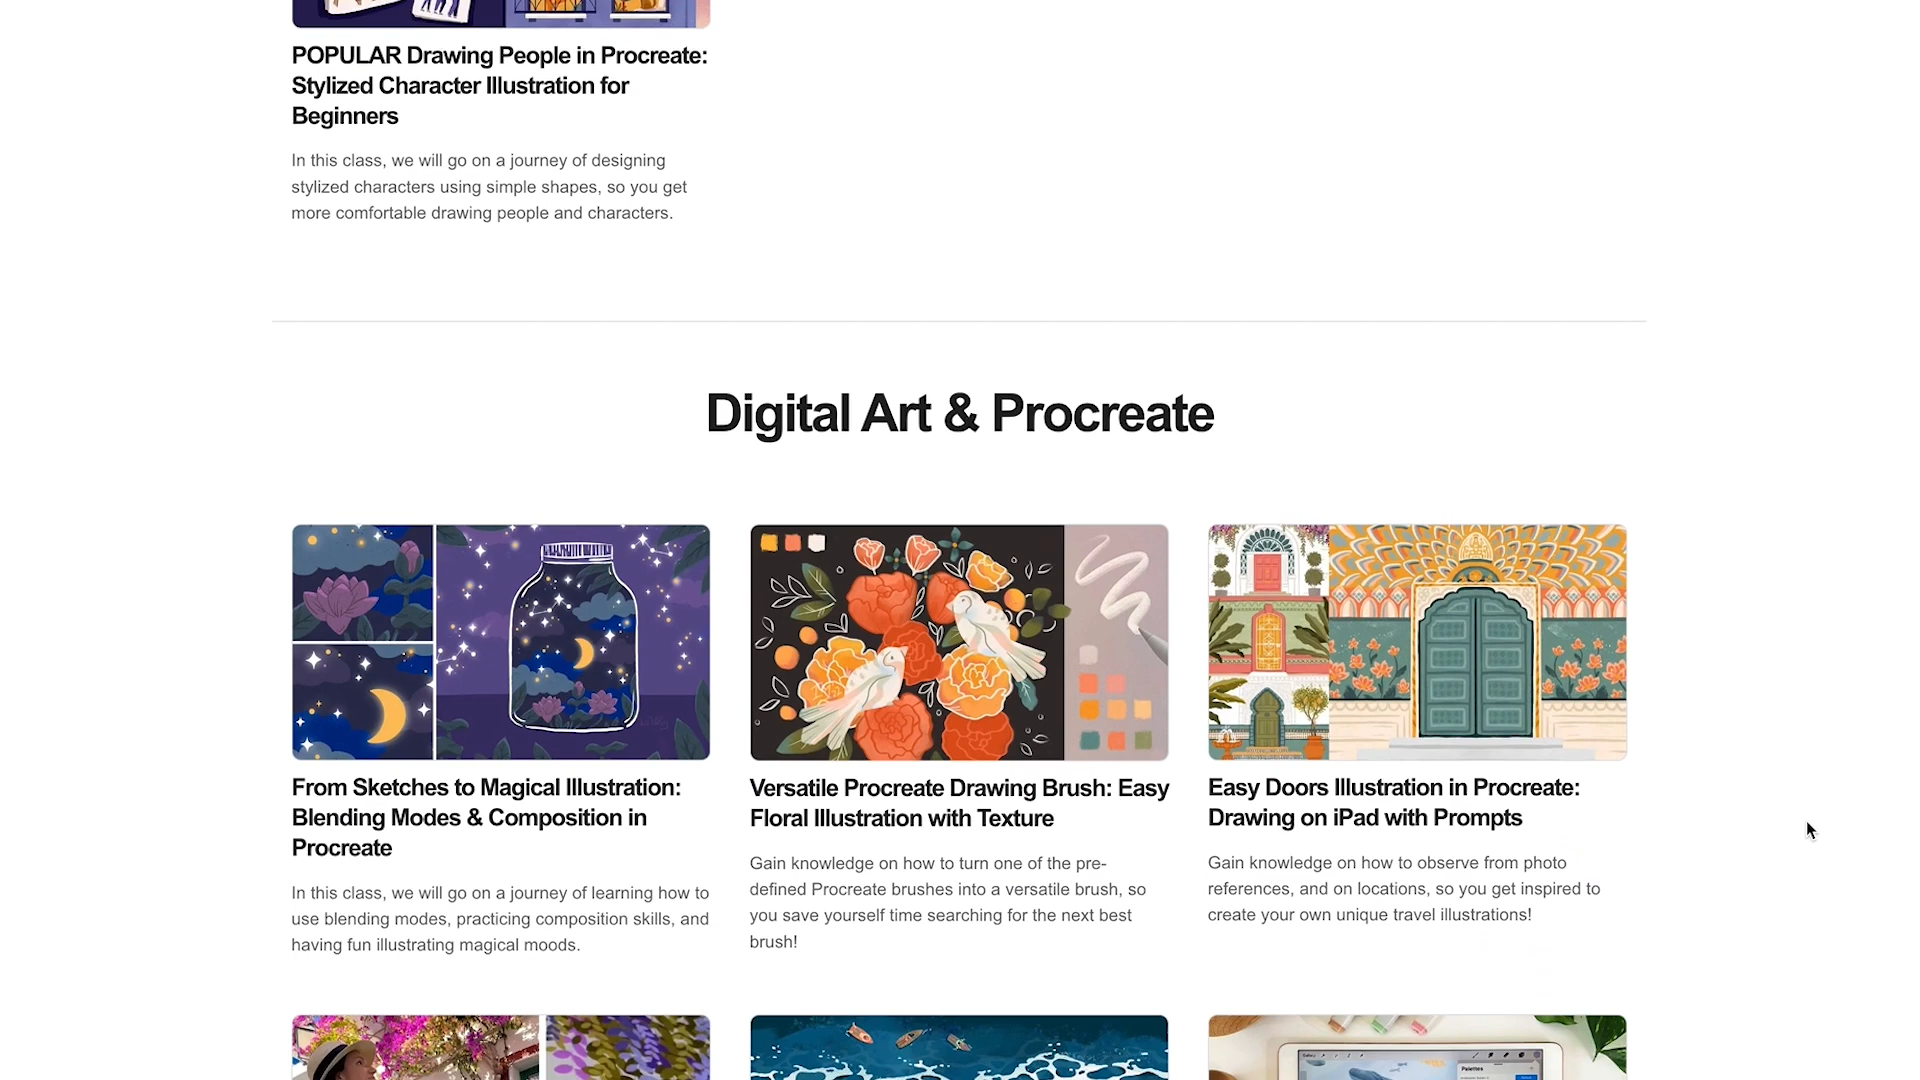 POPULAR Drawing People in Procreate:
Stylized Character Illustration for
Beginners
In this class, we will go on a journey of designing
stylized characters using simple shapes, so you get
more comfortable drawing people and characters.
Digital Art & Procreate
From Sketches to Magical Illustration:
Blending Modes & Composition in
Procreate
In this class, we will go on a journey of learning how to
use blending modes, practicing composition skills, and
having fun illustrating magical moods.
Versatile Procreate Drawing Brush: Easy
Floral Illustration with Texture
Gain knowledge on how to turn one of the pre-
defined Procreate brushes into a versatile brush, so
you save yourself time searching for the next best
brush!
Easy Doors Illustration in Procreate:
Drawing on iPad with Prompts
Gain knowledge on how to observe from photo
references, and on locations, so you get inspired to
create your own unique travel illustrations!
Gallery
Palettes